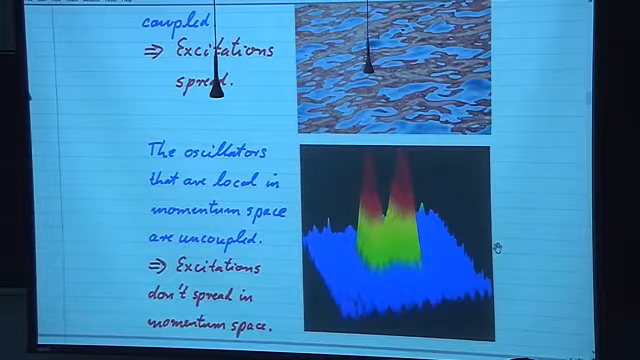 coupled
⇒ Excitations
spread.
The oscillators
that are local in
momentum space
are uncoupled.
⇒ Excitations
don't spread in
momentum space.